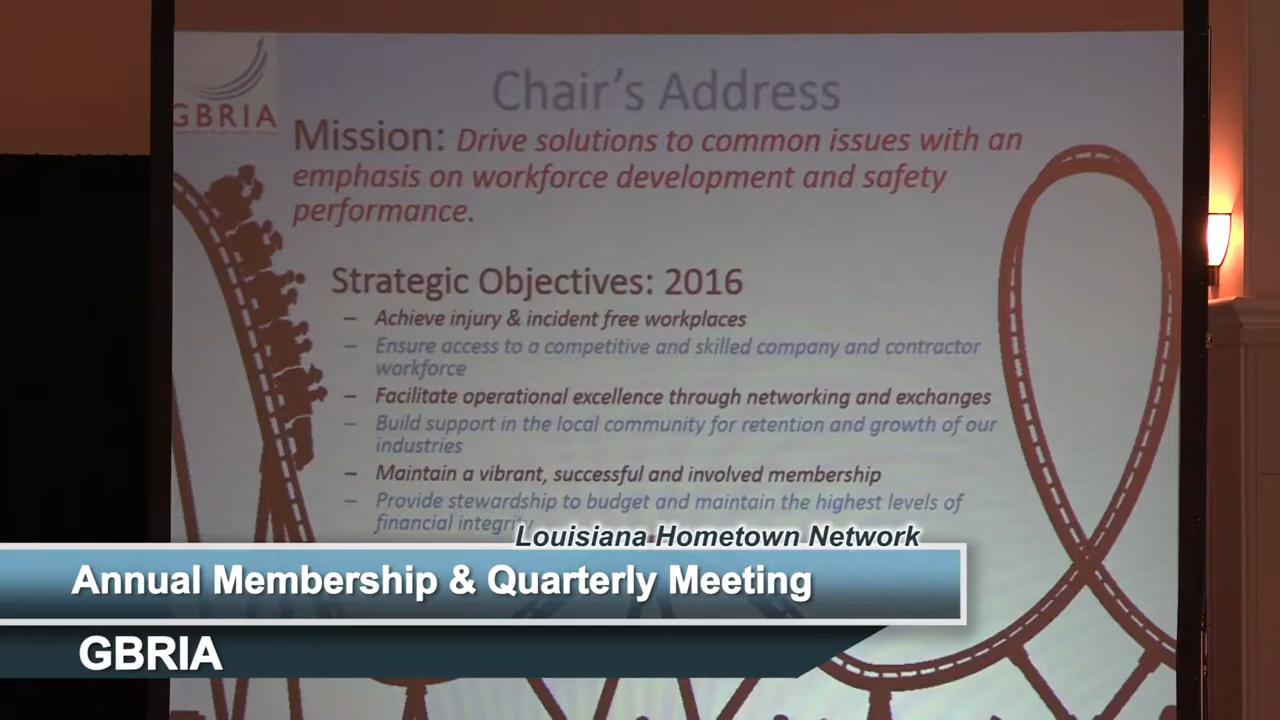 GBRIA
Chair's Address
Mission: Drive solutions to common issues with an
emphasis on workforce development and safety
performance.
Strategic Objectives: 2016
– Achieve injury & incident free workplaces
– Ensure access to a competitive and skilled company and contractor
workforce
– Facilitate operational excellence through networking and exchanges
– Build support in the local community for retention and growth of our
industries
– Maintain a vibrant, successful and involved membership
– Provide stewardship to budget and maintain the highest levels of
financial
Louisiana Hometown Network
Annual Membership & Quarterly Meeting
GBRIA